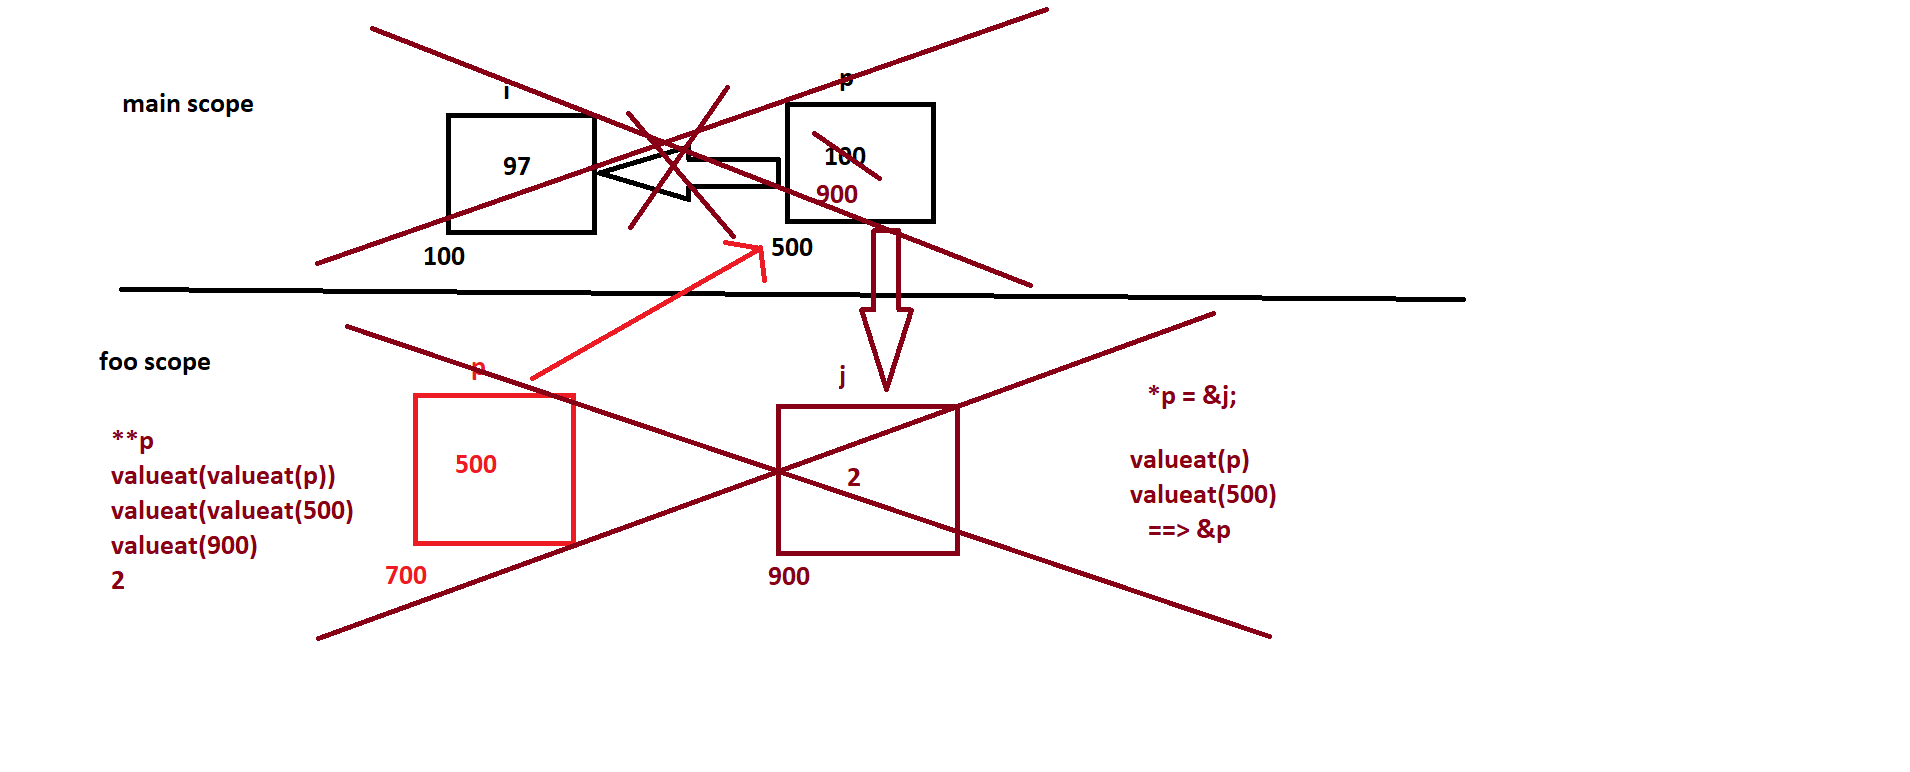 main scope
i
p
97
100
900
100
500
foo scope
p
j
500
2
700
900
**p
valueat(valueat(p))
valueat(valueat(500)
valueat(900)
2
*p = &j;
valueat(p)
valueat(500)
==> &p